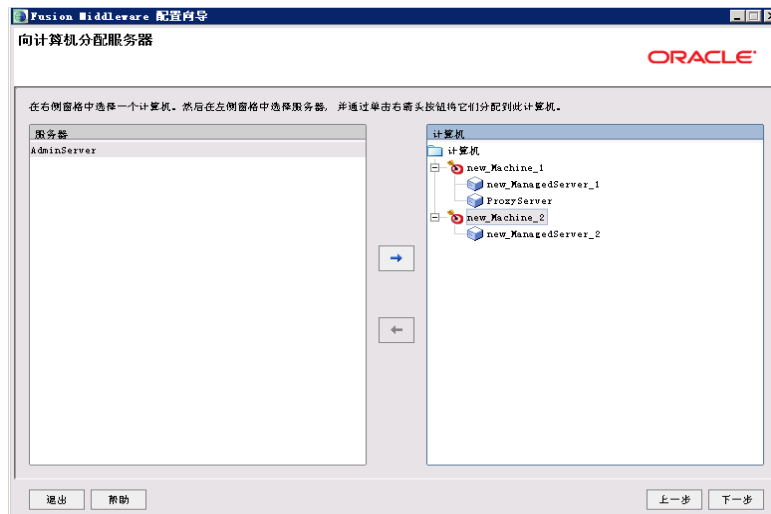 Fusion Middleware 配置向导
向计算机分配服务器
ORACLE
在右侧窗格中选择一个计算机。然后在左侧窗格中选择服务器, 并通过单击右箭头按钮将它们分配到此计算机。
服务器
AdminServer
计算机
计算机
new_Machine_1
new_ManagedServer_1
ProxyServer
new_Machine_2
new_ManagedServer_2
退出 帮助 上一步 下一步